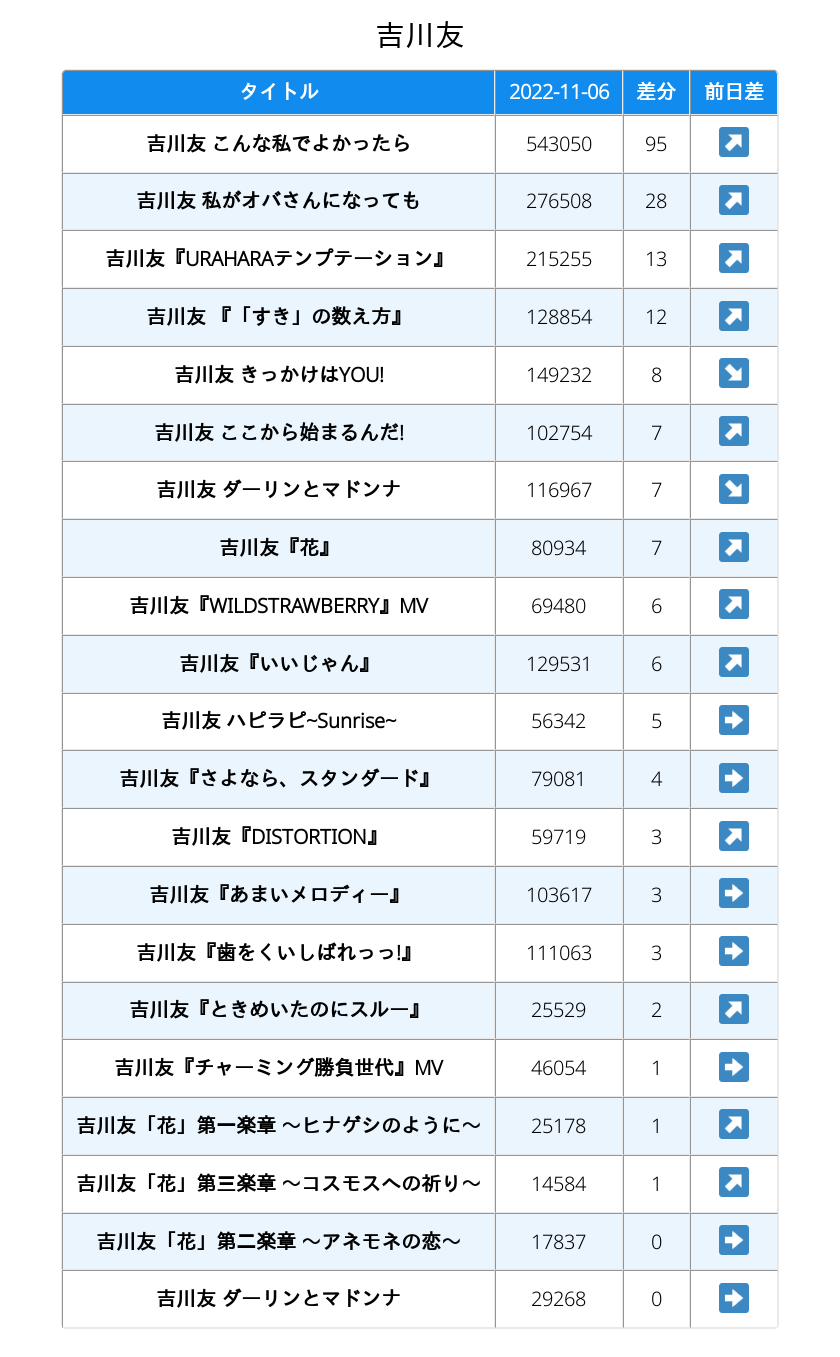 吉川友
タイトル 2022-11-06 差分 前日差
吉川友 こんな私でよかったら 543050 95
吉川友 私がオバさんになっても 276508 28
吉川友『URAHARAテンプテーション』 215255 13
吉川友 『「すき」の数え方』 128854 12
吉川友 きっかけはYOU! 149232 8
吉川友 ここから始まるんだ! 102754 7
吉川友 ダーリンとマドンナ 116967 7
吉川友『花』 80934 7
吉川友『WILDSTRAWBERRY』MV 69480 6
吉川友『いいじゃん』 129531 6
吉川友 ハピラピ~Sunrise~ 56342 5
吉川友『さよなら、スタンダード』 79081 4
吉川友『DISTORTION』 59719 3
吉川友『あまいメロディー』 103617 3
吉川友『歯をくいしばれっっ!』 111063 3
吉川友『ときめいたのにスルー』 25529 2
吉川友『チャーミング勝負世代』MV 46054 1
吉川友「花」第一楽章 〜ヒナゲシのように〜 25178 1
吉川友「花」第三楽章 〜コスモスへの祈り〜 14584 1
吉川友「花」第二楽章 〜アネモネの恋〜 17837 0
吉川友 ダーリンとマドンナ 29268 0